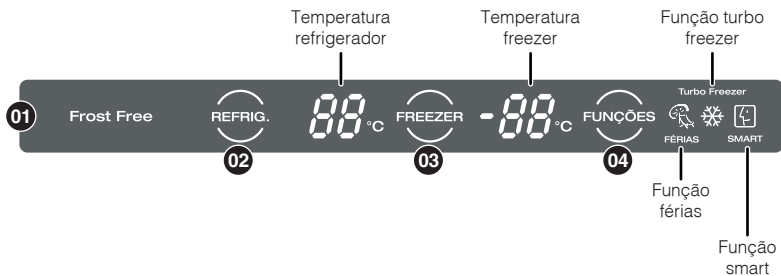 Temperatura
refrigerador
Temperatura
freezer
Função turbo
freezer
01
Frost Free
REFRIG.
88 °C
FREEZER
-88 °C
FUNÇÕES
Turbo Freezer
FÉRIAS
SMART
02
03
04
Função
férias
Função
smart